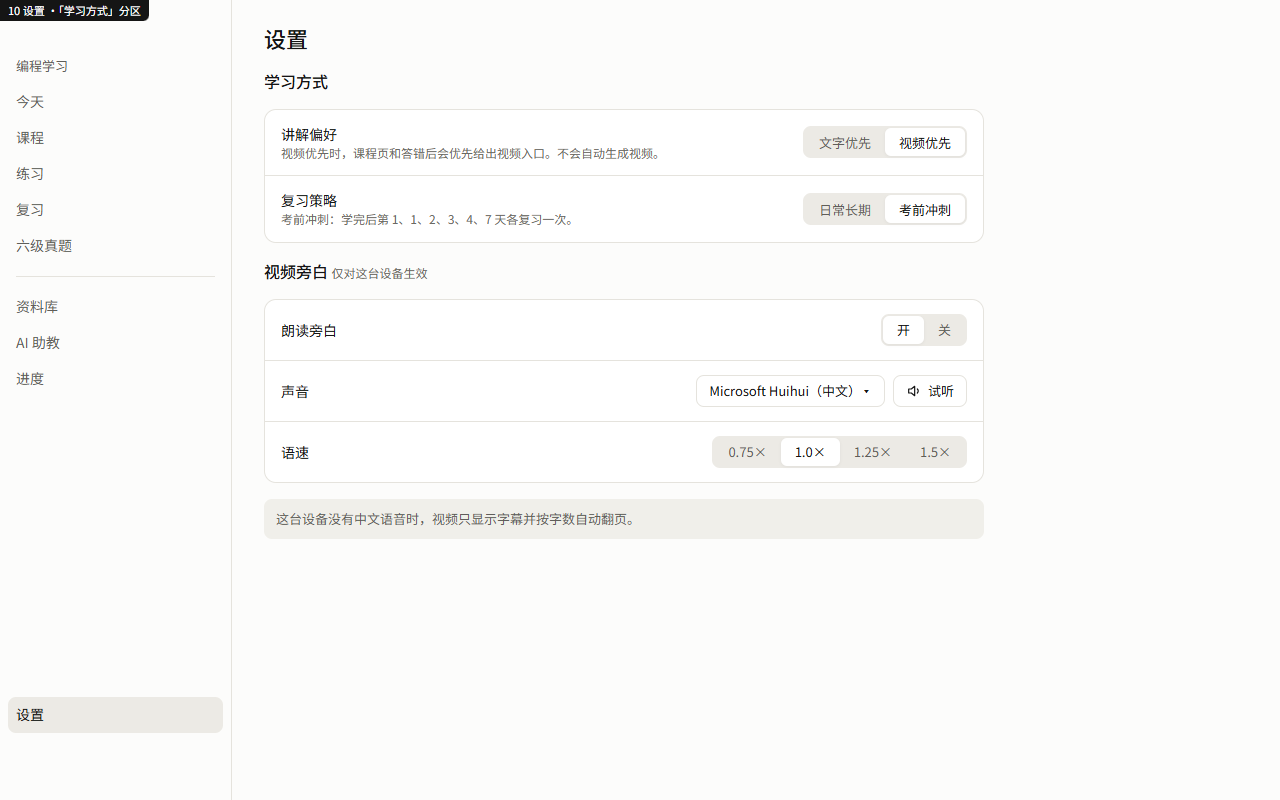 10 设置 ·「学习方式」分区
编程学习
今天
课程
练习
复习
六级真题
资料库
AI 助教
进度
设置
设置
学习方式
讲解偏好
视频优先时，课程页和答错后会优先给出视频入口。不会自动生成视频。
文字优先 视频优先
复习策略
考前冲刺：学完后第 1、1、2、3、4、7 天各复习一次。
日常长期 考前冲刺
视频旁白 仅对这台设备生效
朗读旁白 开 关
声音 Microsoft Huihui（中文） 试听
语速 0.75× 1.0× 1.25× 1.5×
这台设备没有中文语音时，视频只显示字幕并按字数自动翻页。